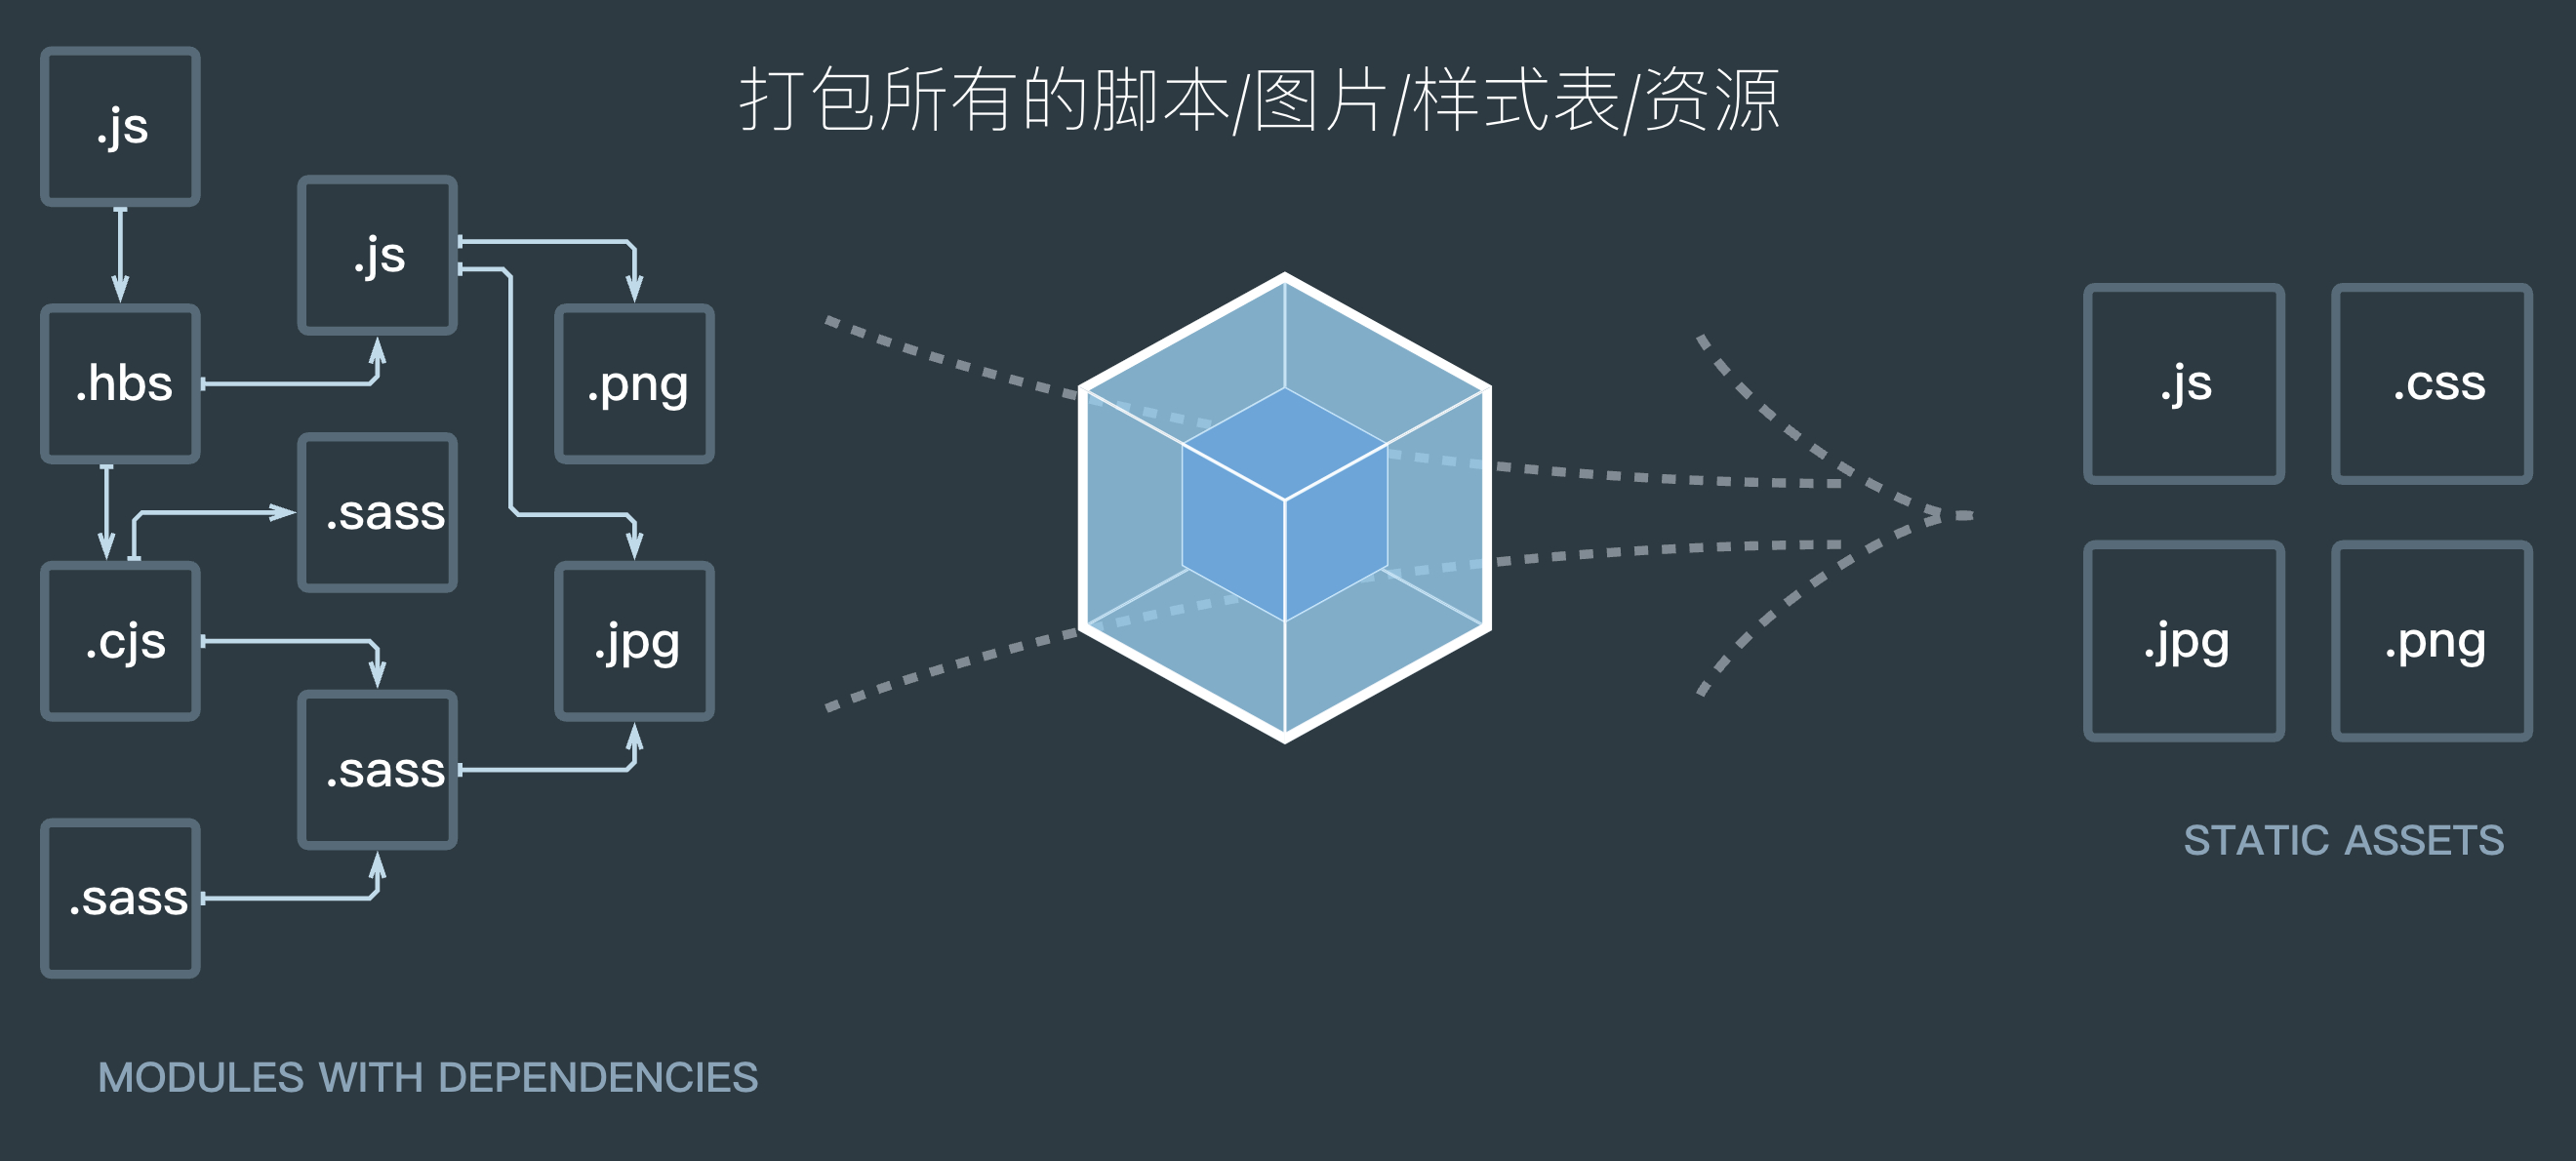 打包所有的脚本/图片/样式表/资源
.js
.js
.hbs
.png
.sass
.cjs
.jpg
.sass
.sass
MODULES WITH DEPENDENCIES
.js
.css
.jpg
.png
STATIC ASSETS